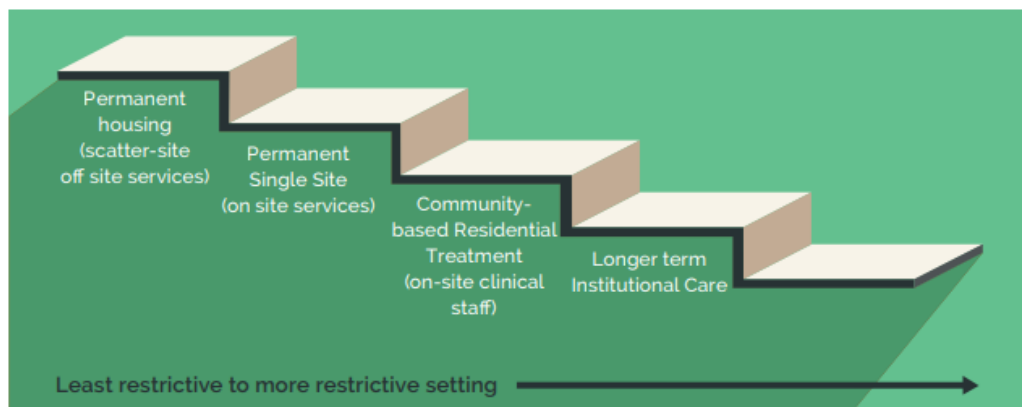 Permanent
housing
(scatter-site
off site services)
Permanent
Single Site
(on site services)
Community-
based Residential
Treatment
(on-site clinical
staff)
Longer term
Institutional Care
Least restrictive to more restrictive setting